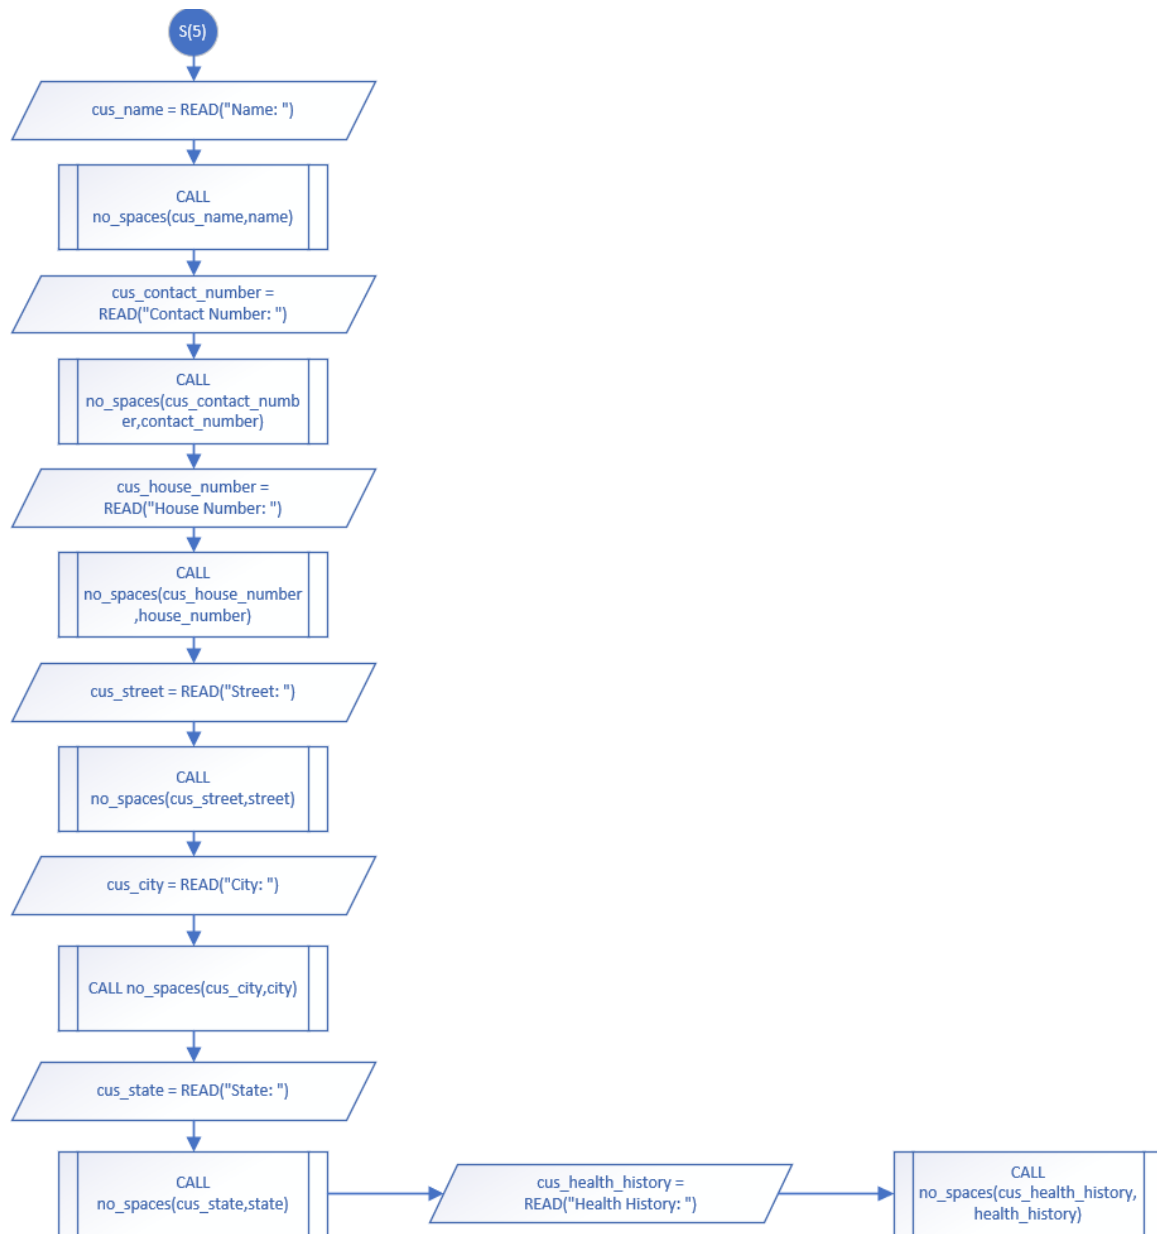 S(5)
cus_name = READ("Name: ")
CALL
no_spaces(cus_name,name)
cus_contact_number =
READ("Contact Number: ")
CALL
no_spaces(cus_contact_numb
er,contact_number)
cus_house_number =
READ("House Number: ")
CALL
no_spaces(cus_house_number
,house_number)
cus_street = READ("Street: ")
CALL
no_spaces(cus_street,street)
cus_city = READ("City: ")
CALL no_spaces(cus_city,city)
cus_state = READ("State: ")
CALL
no_spaces(cus_state,state)
cus_health_history =
READ("Health History: ")
CALL
no_spaces(cus_health_history,
health_history)